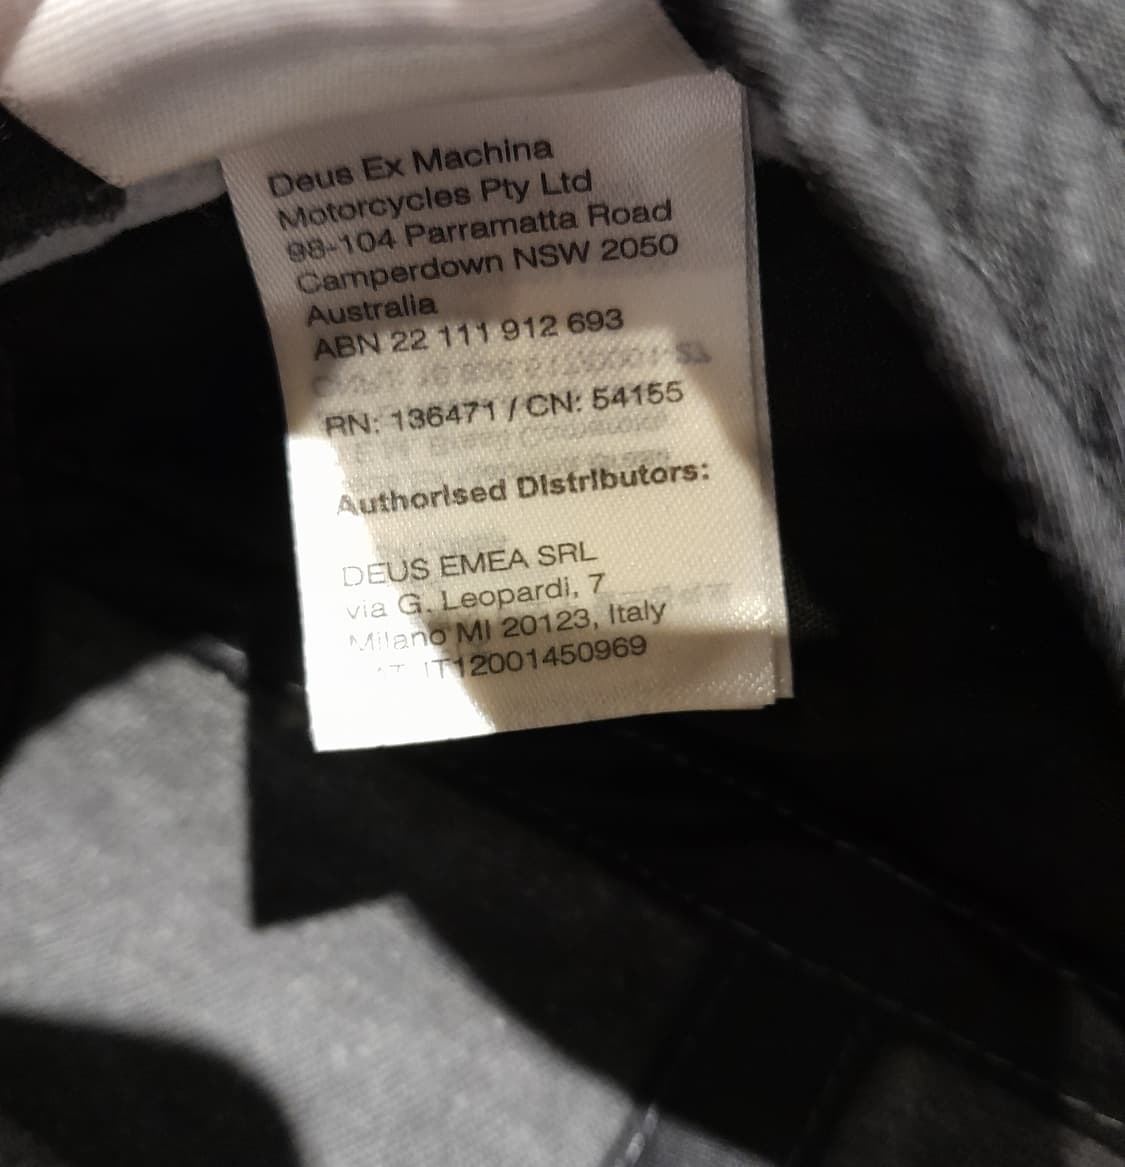 Deus Ex Machina
Motorcycles Pty Ltd
98-104 Parramatta Road
Camperdown NSW 2050
Australia
ABN 22 111 912 693
RN: 136471 / CN: 54155
Authorised Distributors:
DEUS EMEA SRL
via G. Leopardi, 7
Milano MI 20123, Italy
IT12001450969